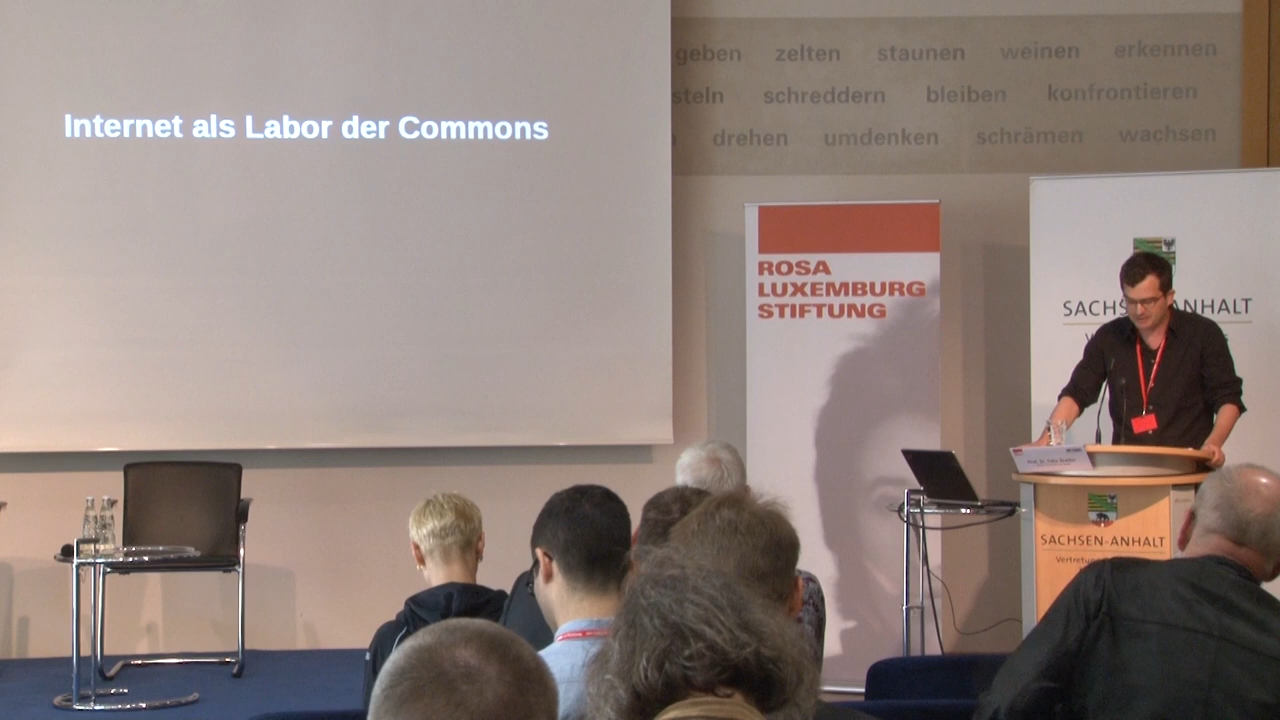 Internet als Labor der Commons
geben zelten staunen weinen erkennen
steln schreddern bleiben konfrontieren
drehen umdenken schrämen wachsen
ROSA
LUXEMBURG
STIFTUNG
SACHS ANHALT
SACHSEN-ANHALT